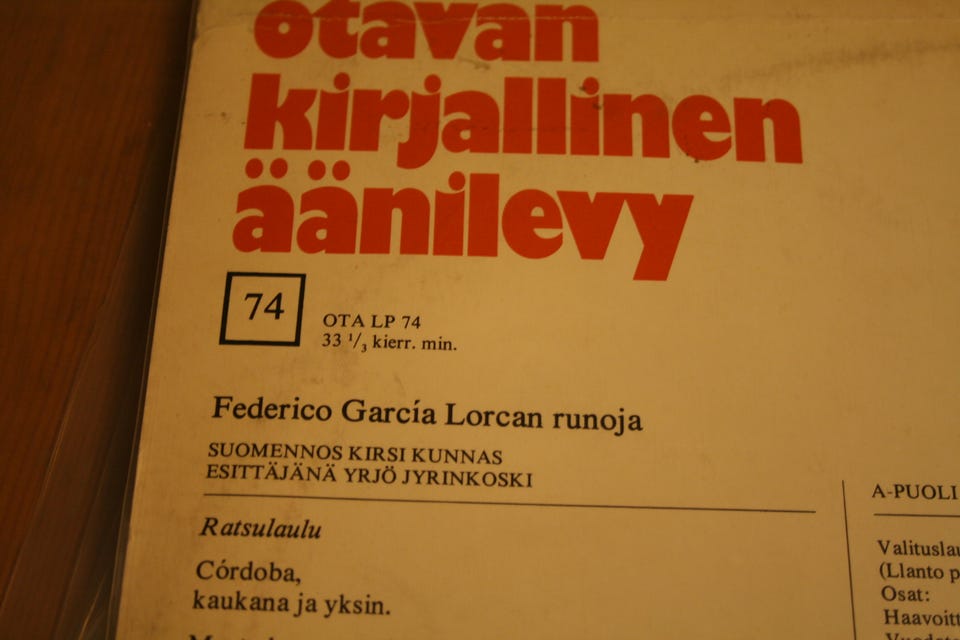 otavan
kirjallinen
äänilevy
74
OTA LP 74
33 ¹/₃ kierr. min.
Federico García Lorcan runoja
SUOMENNOS KIRSI KUNNAS
ESITTÄJÄNÄ YRJÖ JYRINKOSKI
Ratsulaulu
Córdoba,
kaukana ja yksin.
A-PUOLI
(Llanto
Osat: